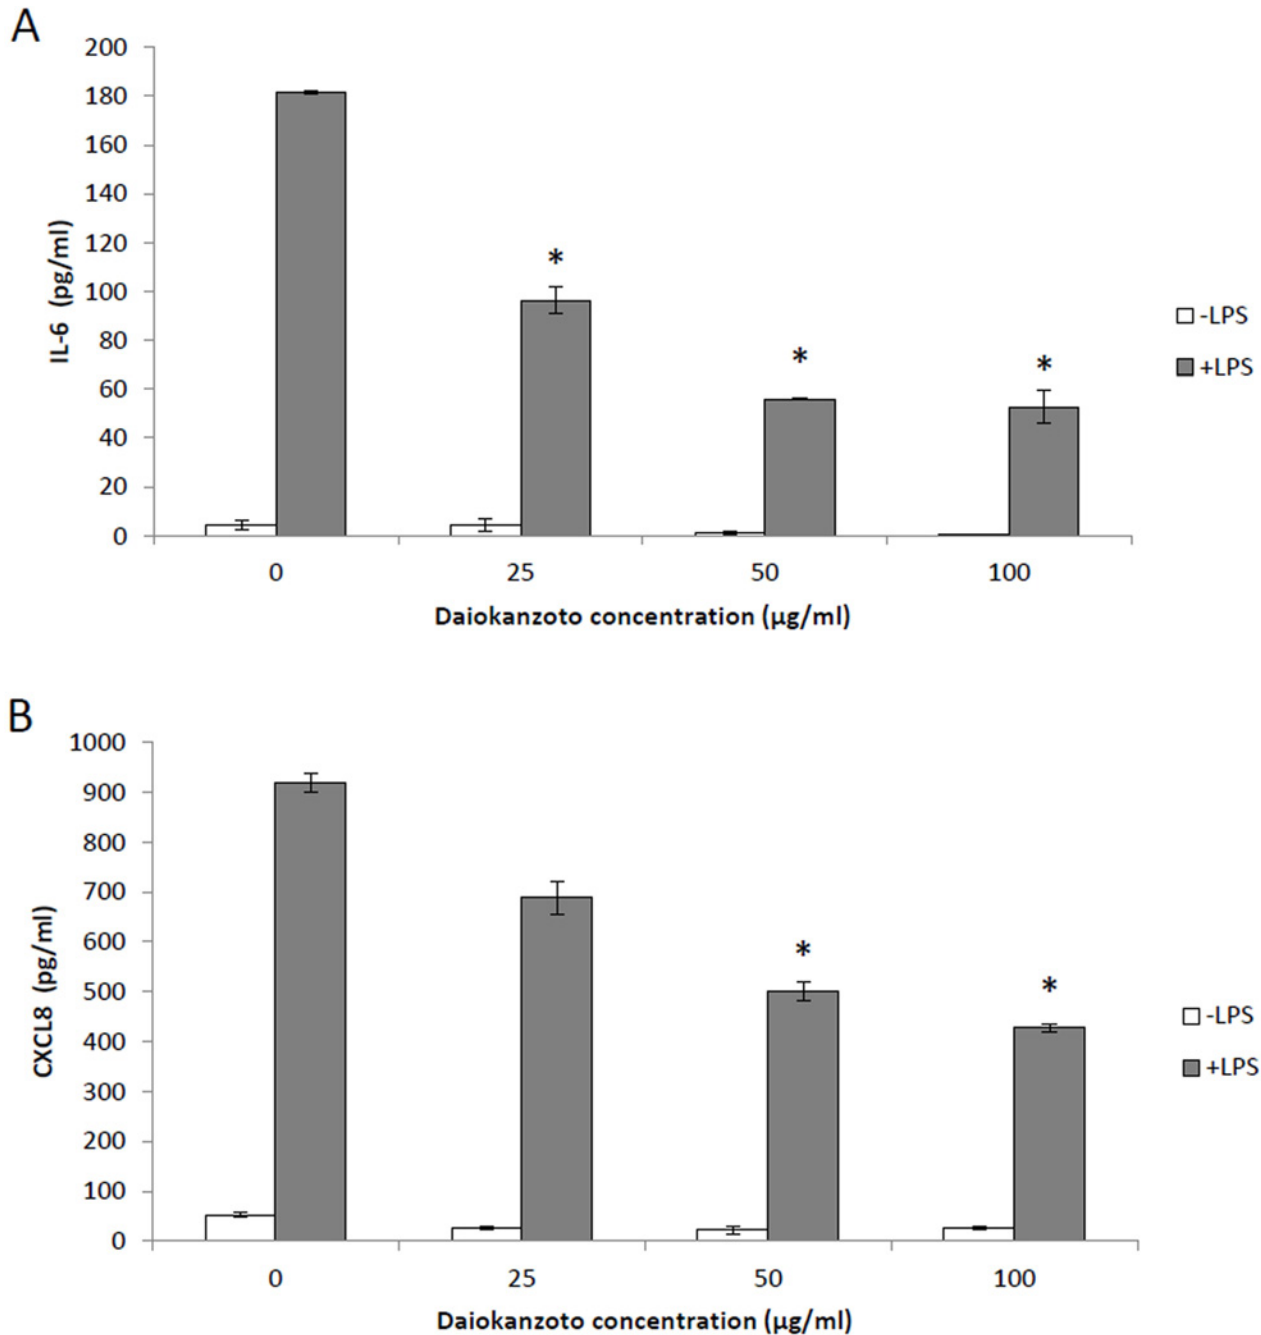 A
200
180
160
140
120
100
80
60
40
20
0
IL-6 (pg/ml)
*
*
*
-LPS
+LPS
0 25 50 100
Daiokanzoto concentration (µg/ml)
B
1000
900
800
700
600
500
400
300
200
100
0
CXCL8 (pg/ml)
*
*
-LPS
+LPS
0 25 50 100
Daiokanzoto concentration (µg/ml)